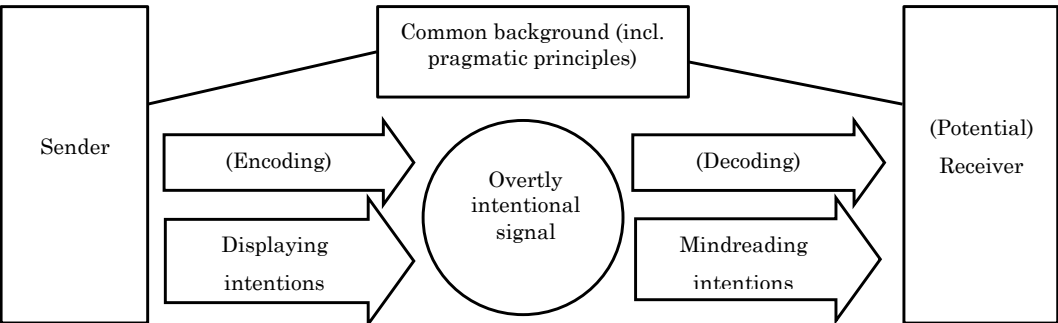 Common background (incl.
pragmatic principles)
Sender
(Encoding)
Displaying
intentions
Overtly
intentional
signal
(Decoding)
Mindreading
intentions
(Potential)
Receiver